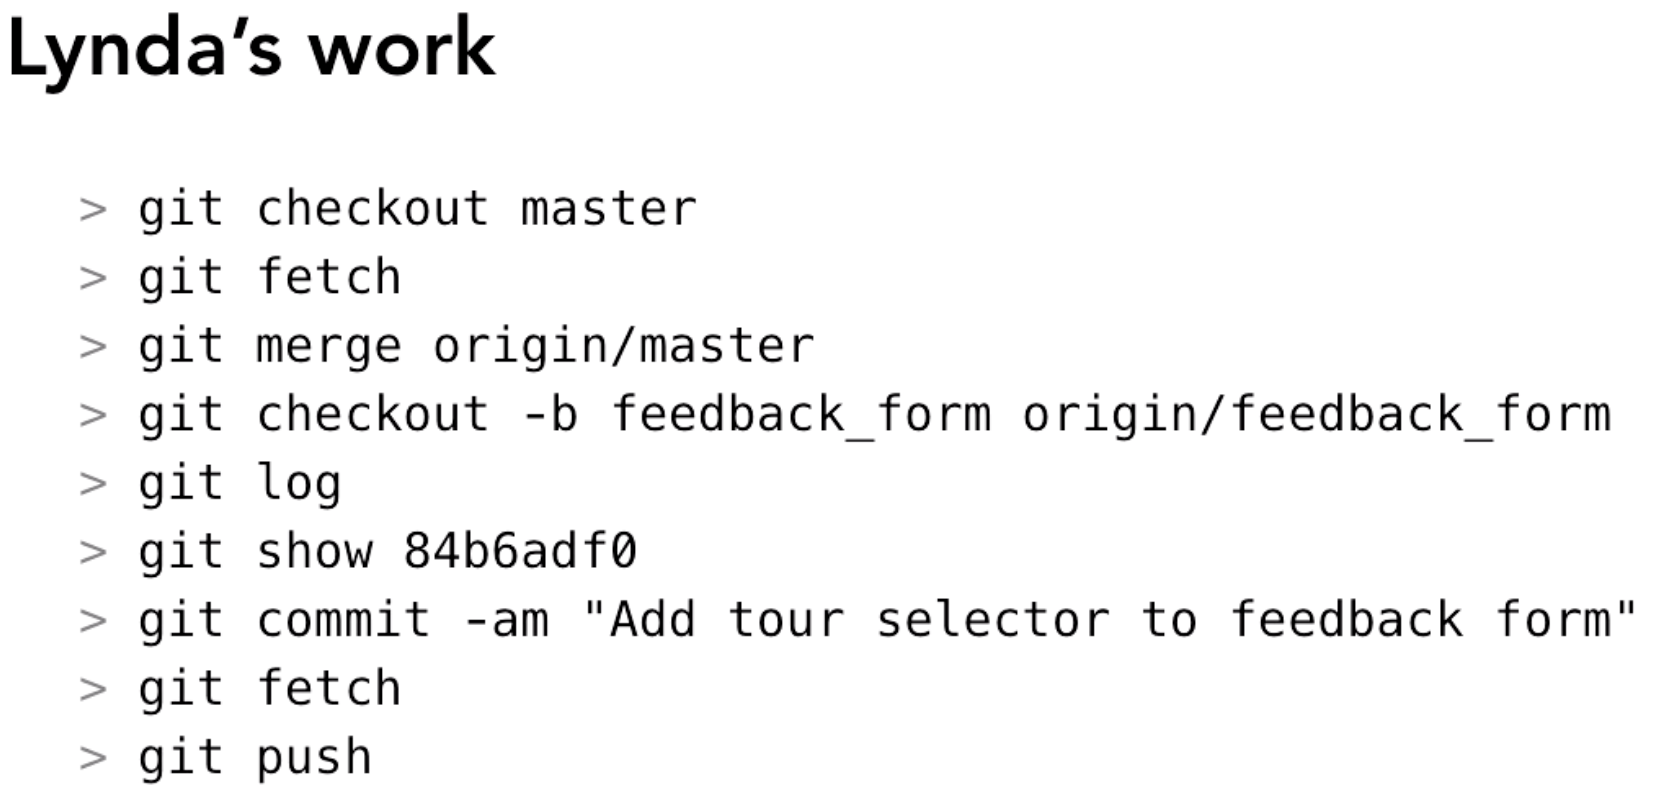 Lynda’s work
> git checkout master
> git fetch
> git merge origin/master
> git checkout -b feedback_form origin/feedback_form
> git log
> git show 84b6adf0
> git commit -am "Add tour selector to feedback form"
> git fetch
> git push